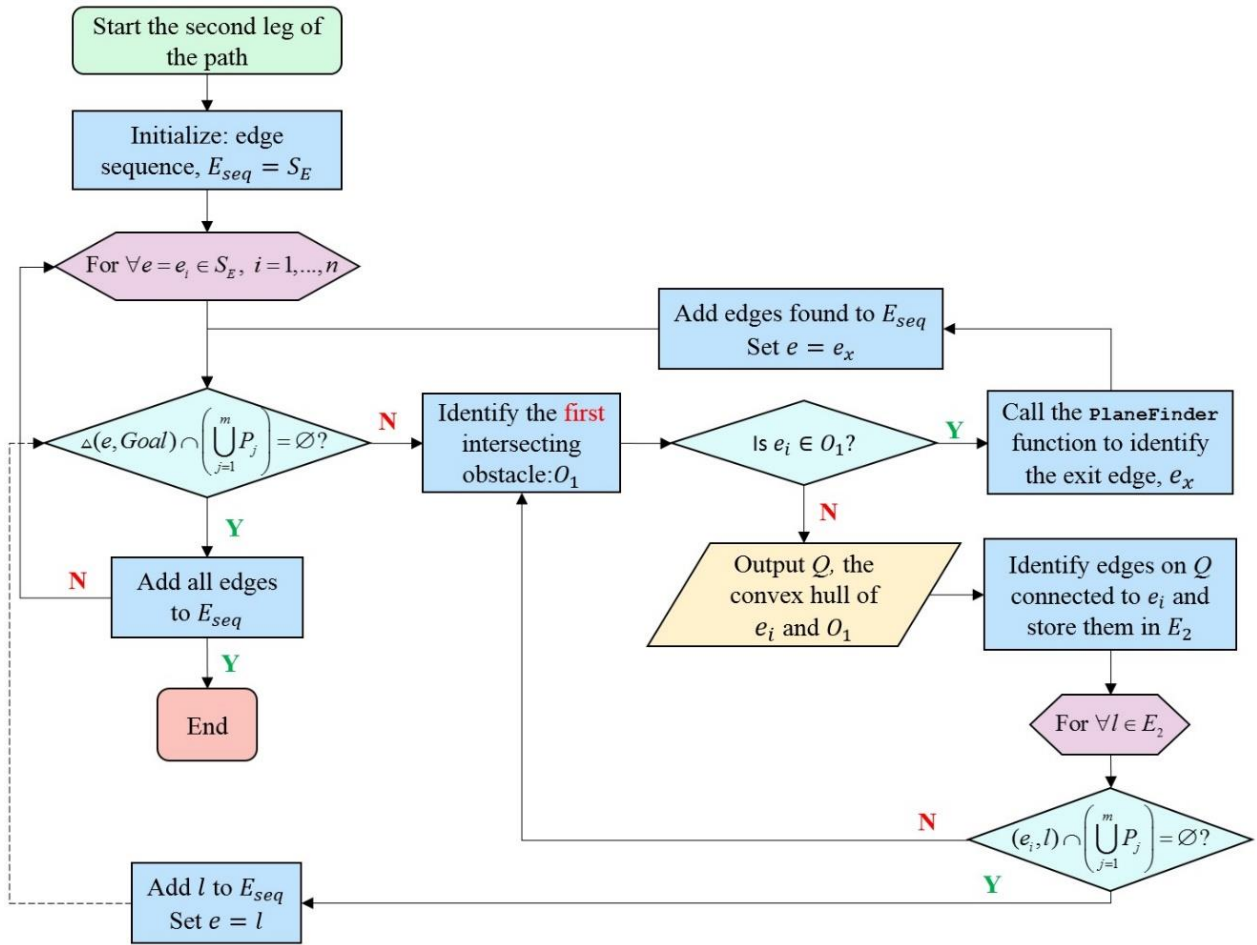 Start the second leg of
the path
Initialize: edge
sequence, E_seq = S_E
For ∀e = e_i ∈ S_E, i = 1,...,n
Add edges found to E_seq
Set e = e_x
△(e, Goal) ∩ (⋃_{j=1}^{m} P_j) = ∅?
N
Identify the first
intersecting
obstacle:O_1
Is e_i ∈ O_1?
Y
Call the PlaneFinder
function to identify
the exit edge, e_x
Y
N
N
Add all edges
to E_seq
Output Q, the
convex hull of
e_i and O_1
Identify edges on Q
connected to e_i and
store them in E_2
Y
End
For ∀l ∈ E_2
N
(e_i, l) ∩ (⋃_{j=1}^{m} P_j) = ∅?
Y
Add l to E_seq
Set e = l